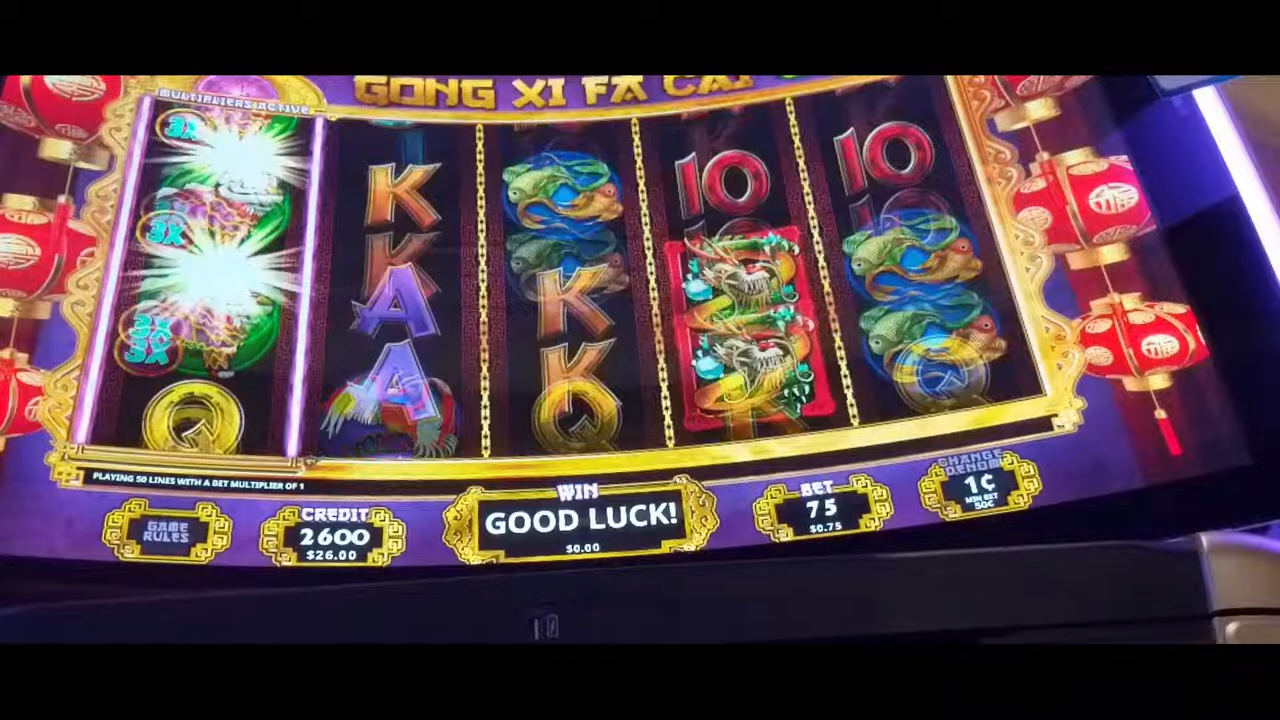 GONG XI FA CAI
MULTIPLIERS ACTIVE
3X
3X
3X
3X
K
K
A
A
K
K
10
10
Q
Q
Q
PLAYING 50 LINES WITH A BET MULTIPLIER OF 1
GAME
RULES
CREDIT
2600
$26.00
WIN
GOOD LUCK!
$0.00
BET
75
$0.75
CHANGE
DENOM
1¢
MIN BET
50¢